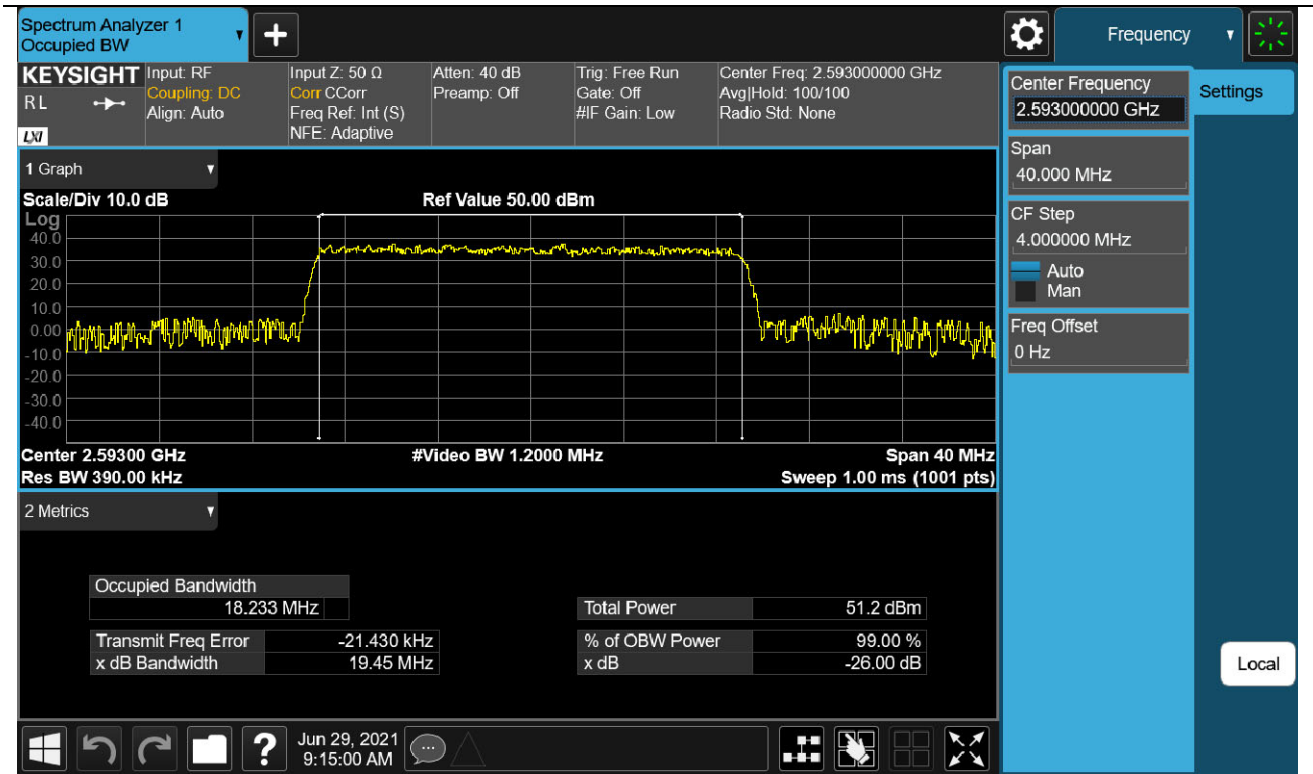 Spectrum Analyzer 1
Occupied BW
Frequency
KEYSIGHT
RL
LXI
Input: RF
Coupling: DC
Align: Auto
Input Z: 50 Ω
Corr CCorr
Freq Ref: Int (S)
NFE: Adaptive
Atten: 40 dB
Preamp: Off
Trig: Free Run
Gate: Off
#IF Gain: Low
Center Freq: 2.593000000 GHz
Avg|Hold: 100/100
Radio Std: None
Center Frequency
2.593000000 GHz
Settings
Span
40.000 MHz
CF Step
4.000000 MHz
Auto
Man
Freq Offset
0 Hz
1 Graph
Scale/Div 10.0 dB
Ref Value 50.00 dBm
Log
40.0
30.0
20.0
10.0
0.00
-10.0
-20.0
-30.0
-40.0
Center 2.59300 GHz
#Video BW 1.2000 MHz
Span 40 MHz
Res BW 390.00 kHz
Sweep 1.00 ms (1001 pts)
2 Metrics
Occupied Bandwidth
18.233 MHz
Total Power 51.2 dBm
Transmit Freq Error -21.430 kHz
% of OBW Power 99.00 %
x dB Bandwidth 19.45 MHz
x dB -26.00 dB
Local
?
Jun 29, 2021
9:15:00 AM